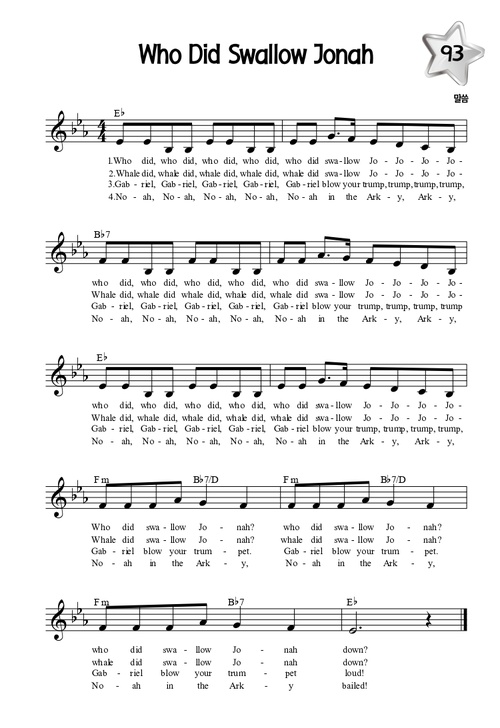 Who Did Swallow Jonah
93
말씀
E♭
1.Who did, who did, who did, who did, who did swa-llow Jo - Jo - Jo - Jo -
2.Whale did, whale did, whale did, whale did, whale did swa-llow Jo - Jo - Jo - Jo -
3.Gab-riel, Gab-riel, Gab-riel, Gab-riel, Gab-riel blow your trump, trump, trump, trump,
4.No - ah, No - ah, No - ah, No - ah, No - ah in the Ark - y, Ark - y,
B♭7
who did, who did, who did, who did, who did swa - llow Jo - Jo - Jo - Jo -
Whale did, whale did whale did, whale did, whale did swa - llow Jo - Jo - Jo - Jo -
Gab - riel, Gab - riel, Gab - riel, Gab - riel, Gab - riel blow your trump, trump, trump, trump
No - ah, No - ah, No - ah, No - ah, No - ah in the Ark - y, Ark - y,
E♭
who did, who did, who did, who did, who did swa - llow Jo - Jo - Jo - Jo -
Whale did, whale did, whale did, whale did, whale did swa - llow Jo - Jo - Jo - Jo -
Gab - riel, Gab - riel, Gab - riel, Gab - riel, Gab - riel blow your trump, trump, trump, trump,
No - ah, No - ah, No - ah, No - ah, No - ah in the Ark - y, Ark - y,
Fm B♭7/D Fm B♭7/D
Who did swa - llow Jo - nah? who did swa - llow Jo - nah?
Whale did swa - llow Jo - nah? whale did swa - llow Jo - nah?
Gab - riel blow your trum - pet. Gab - riel blow your trum - pet.
No - ah in the Ark - y, No - ah in the Ark - y,
Fm B♭7 E♭
Who did swa - llow Jo - nah down?
whale did swa - llow Jo - nah down?
Gab - riel blow your trum - pet loud!
No - ah in the Ark - y bailed!